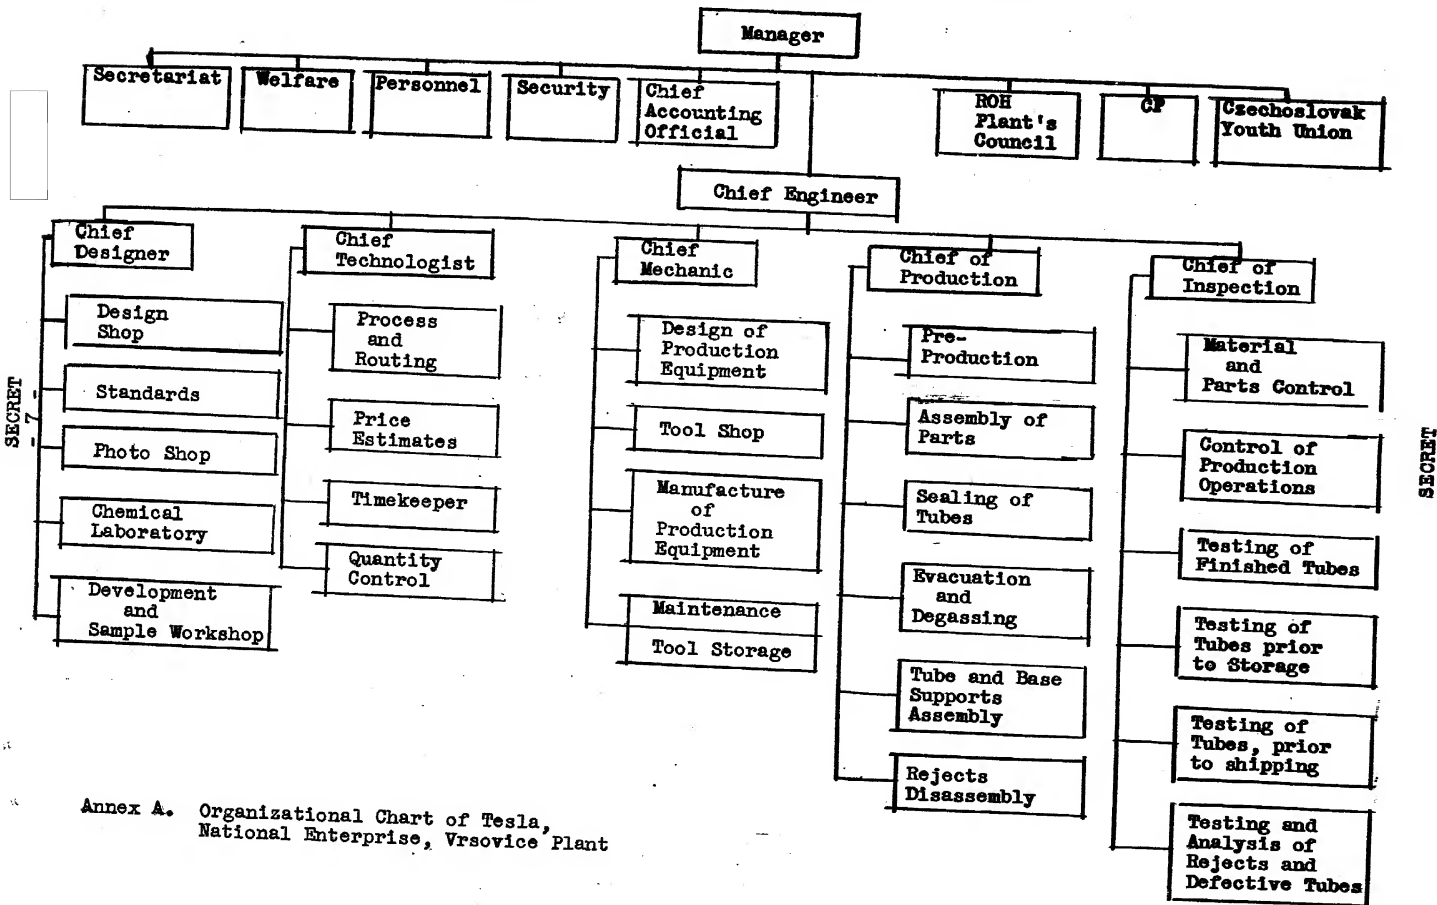 Manager
Secretariat
Welfare
Personnel
Security
Chief
Accounting
Official
ROH
Plant's
Council
CP
Czechoslovak
Youth Union
Chief Engineer
Chief
Designer
Design
Shop
Standards
Photo Shop
Chemical
Laboratory
Development
and
Sample Workshop
Chief
Technologist
Process
and
Routing
Price
Estimates
Timekeeper
Quantity
Control
Chief
Mechanic
Design of
Production
Equipment
Tool Shop
Manufacture
of
Production
Equipment
Maintenance
Tool Storage
Chief of
Production
Pre-
Production
Assembly of
Parts
Sealing of
Tubes
Evacuation
and
Degassing
Tube and Base
Supports
Assembly
Rejects
Disassembly
Chief of
Inspection
Material
and
Parts Control
Control of
Production
Operations
Testing of
Finished Tubes
Testing of
Tubes prior
to Storage
Testing of
Tubes, prior
to shipping
Testing and
Analysis of
Rejects and
Defective Tubes
SECRET
- 7 -
SECRET
Annex A. Organizational Chart of Tesla,
National Enterprise, Vrsovice Plant